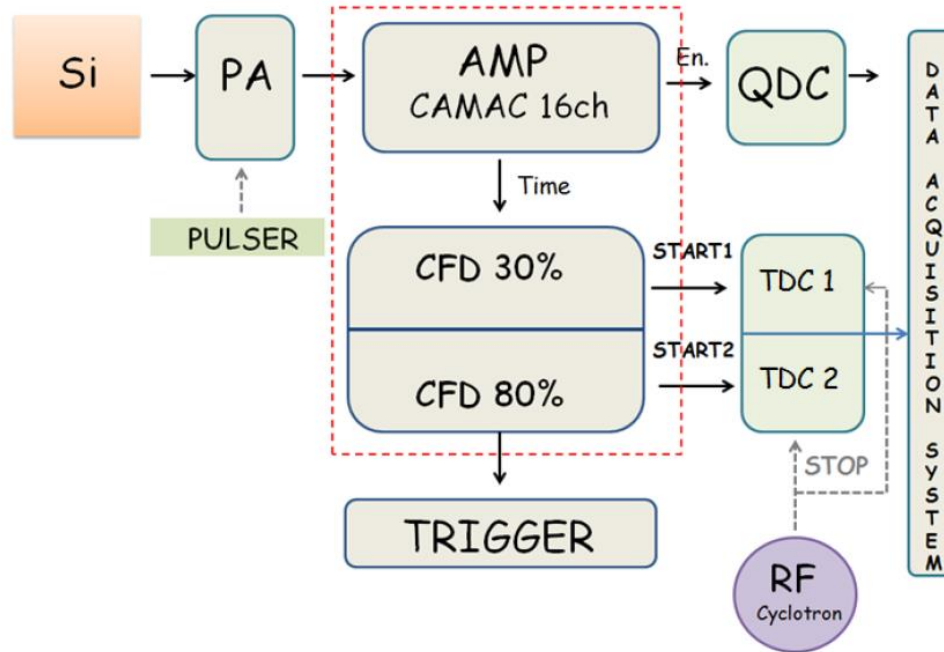 Si
PA
AMP
CAMAC 16ch
En.
QDC
DATA ACQUISITION SYSTEM
PULSER
Time
CFD 30%
START1
TDC 1
CFD 80%
START2
TDC 2
STOP
TRIGGER
RF
Cyclotron